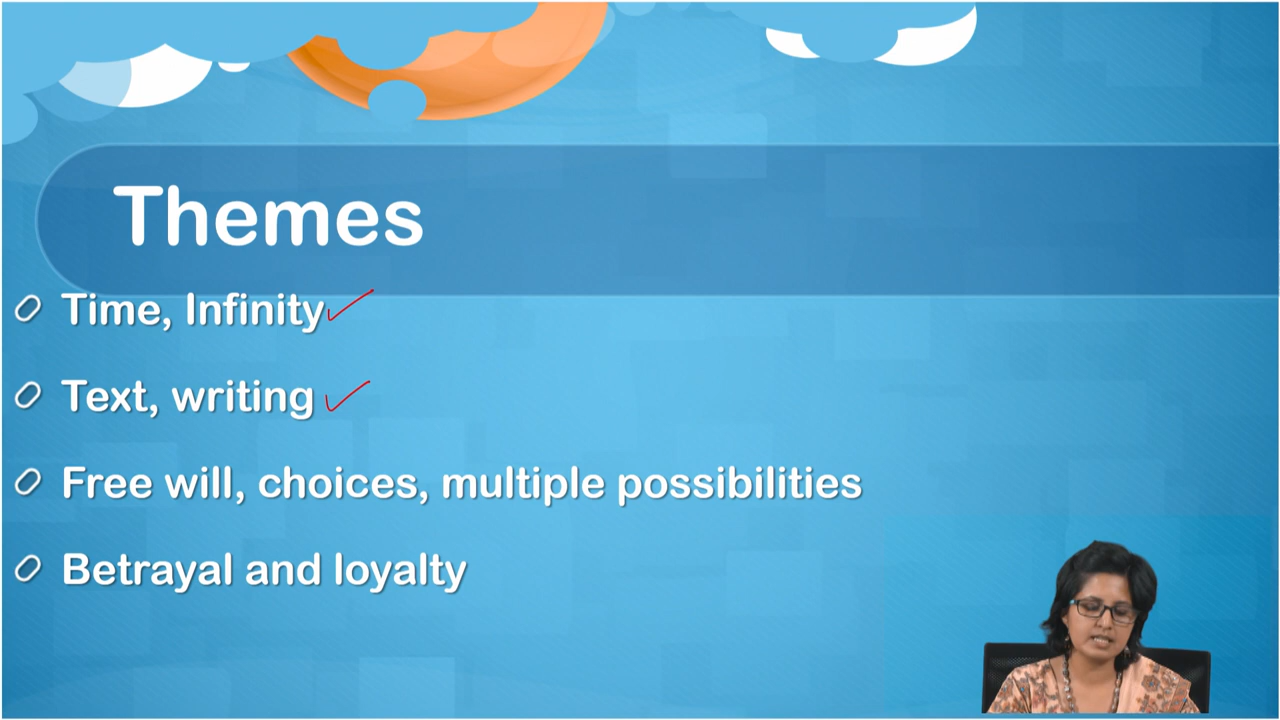 Themes
Time, Infinity
Text, writing
Free will, choices, multiple possibilities
Betrayal and loyalty